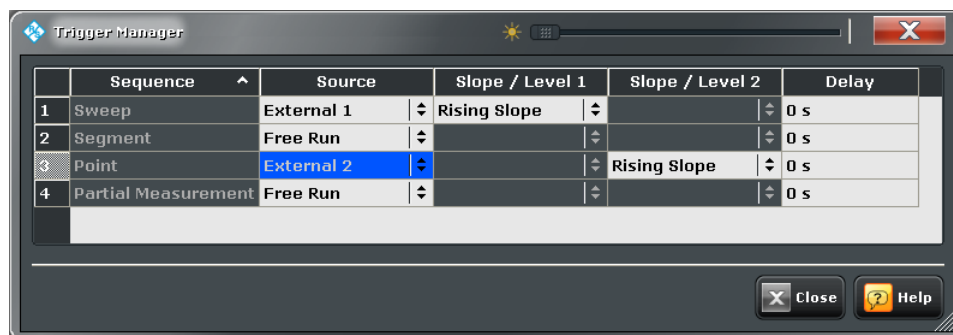 Trigger Manager
Sequence Source Slope / Level 1 Slope / Level 2 Delay
1 Sweep External 1 Rising Slope 0 s
2 Segment Free Run 0 s
3 Point External 2 Rising Slope 0 s
4 Partial Measurement Free Run 0 s
Close Help